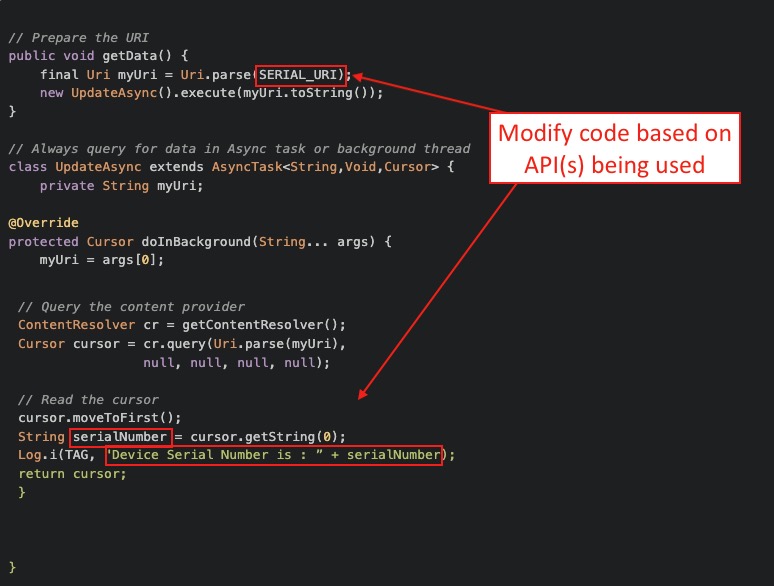 // Prepare the URI
public void getData() {
final Uri myUri = Uri.parse(SERIAL_URI);
new UpdateAsync().execute(myUri.toString());
}
Modify code based on
API(s) being used
// Always query for data in Async task or background thread
class UpdateAsync extends AsyncTask<String,Void,Cursor> {
private String myUri;
@Override
protected Cursor doInBackground(String... args) {
myUri = args[0];
// Query the content provider
ContentResolver cr = getContentResolver();
Cursor cursor = cr.query(Uri.parse(myUri),
null, null, null, null);
// Read the cursor
cursor.moveToFirst();
String serialNumber = cursor.getString(0);
Log.i(TAG, "Device Serial Number is : ” + serialNumber);
return cursor;
}
}